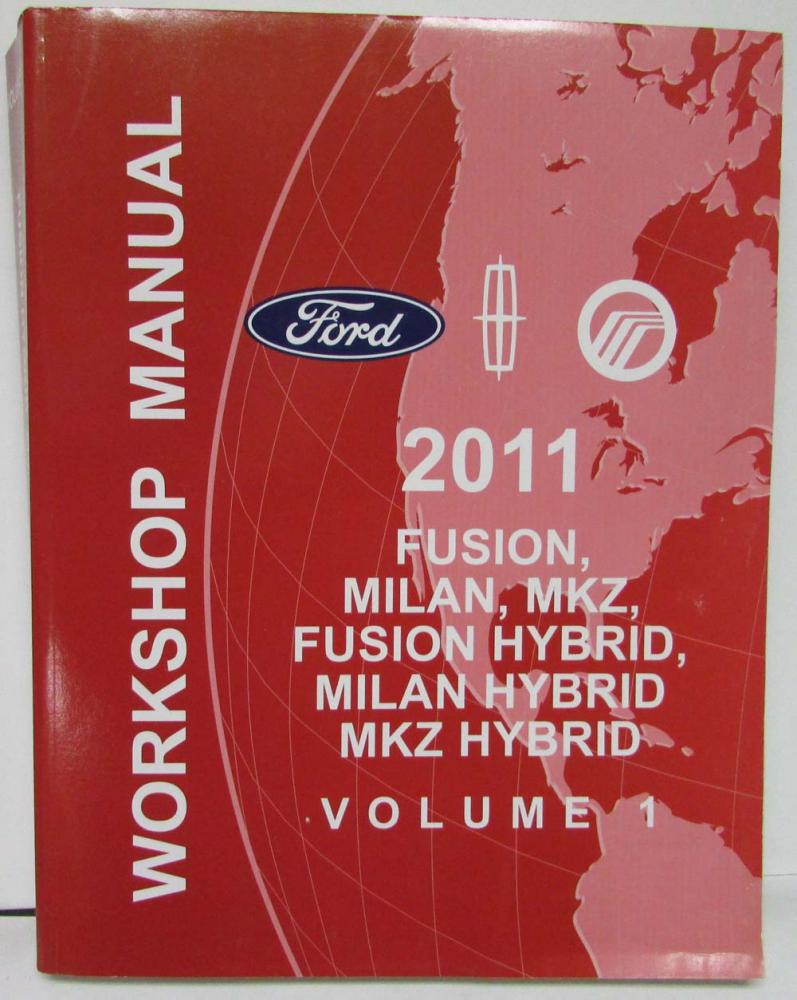 WORKSHOP MANUAL
Ford
2011
FUSION,
MILAN, MKZ,
FUSION HYBRID,
MILAN HYBRID
MKZ HYBRID
VOLUME 1